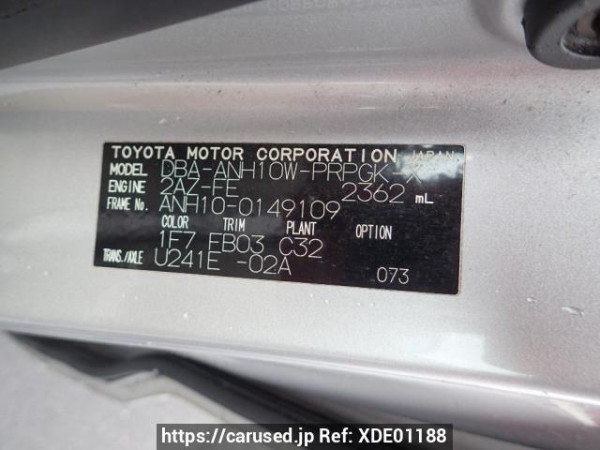 TOYOTA MOTOR CORPORATION JAPAN
MODEL DBA-ANH10W-PRPGK-X
ENGINE 2AZ-FE 2362 mL
FRAME No. ANH10-0149109
COLOR TRIM PLANT OPTION
1F7 FB03 C32
TRANS./AXLE U241E -02A
073
https://carused.jp Ref: XDE01188